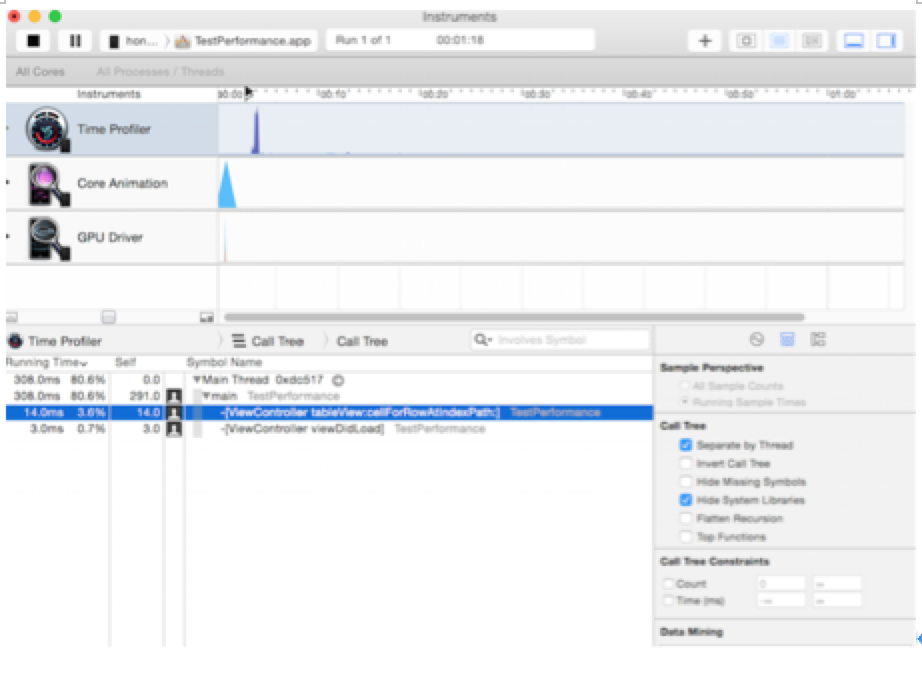 Instruments
hon... > TestPerformance.app Run 1 of 1 00:01:18
All Cores All Processes / Threads
Instruments 00:00 00:10 00:20 00:30 00:40 00:50 01:00
Time Profiler
Core Animation
GPU Driver
Time Profiler Call Tree Call Tree Involves Symbol
Running Time Self Symbol Name
308.0ms 80.6% 0.0 ▼Main Thread 0xdc517
308.0ms 80.6% 291.0 ▼main TestPerformance
14.0ms 3.6% 14.0 -[ViewController tableView:cellForRowAtIndexPath:] TestPerformance
3.0ms 0.7% 3.0 -[ViewController viewDidLoad] TestPerformance
Sample Perspective
All Sample Counts
Running Sample Times
Call Tree
Separate by Thread
Invert Call Tree
Hide Missing Symbols
Hide System Libraries
Flatten Recursion
Top Functions
Call Tree Constraints
Count 0 ∞
Time (ms) -∞ ∞
Data Mining